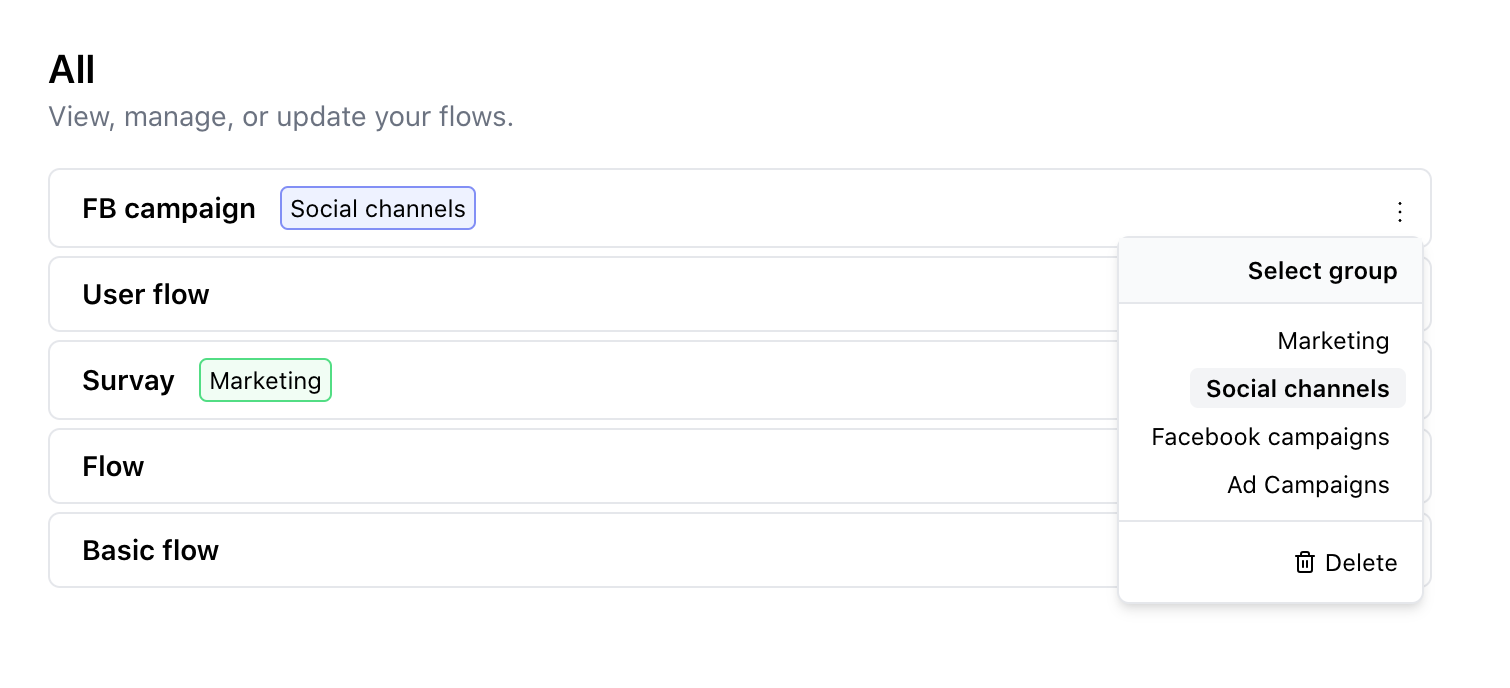 All
View, manage, or update your flows.
FB campaign Social channels
Select group
User flow
Marketing
Survay Marketing
Social channels
Facebook campaigns
Flow
Ad Campaigns
Basic flow
Delete